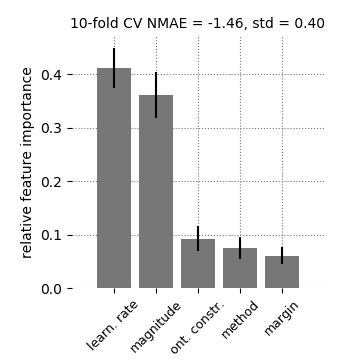 10-fold CV NMAE = -1.46, std = 0.40
relative feature importance
0.4
0.3
0.2
0.1
0.0
learn. rate
magnitude
ont. constr.
method
margin